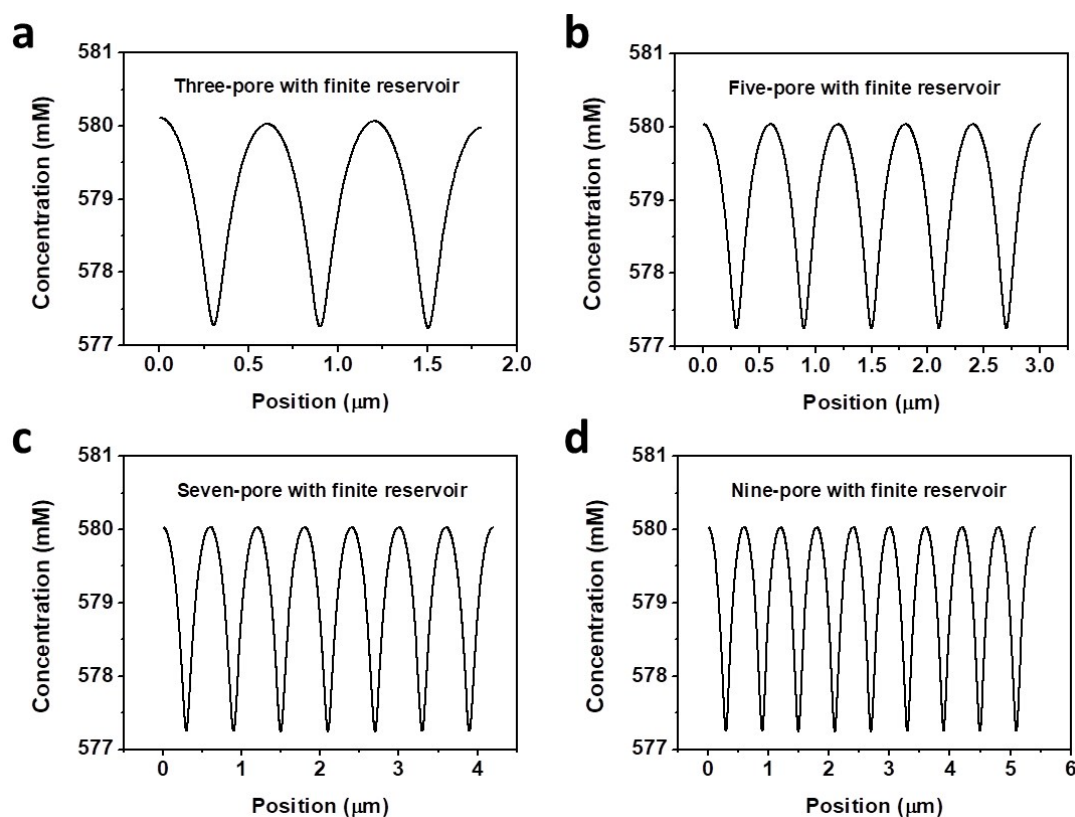 a
581
580
579
578
577
Concentration (mM)
Three-pore with finite reservoir
0.0 0.5 1.0 1.5 2.0
Position (μm)
b
581
580
579
578
577
Concentration (mM)
Five-pore with finite reservoir
0.0 0.5 1.0 1.5 2.0 2.5 3.0
Position (μm)
c
581
580
579
578
577
Concentration (mM)
Seven-pore with finite reservoir
0 1 2 3 4
Position (μm)
d
581
580
579
578
577
Concentration (mM)
Nine-pore with finite reservoir
0 1 2 3 4 5 6
Position (μm)